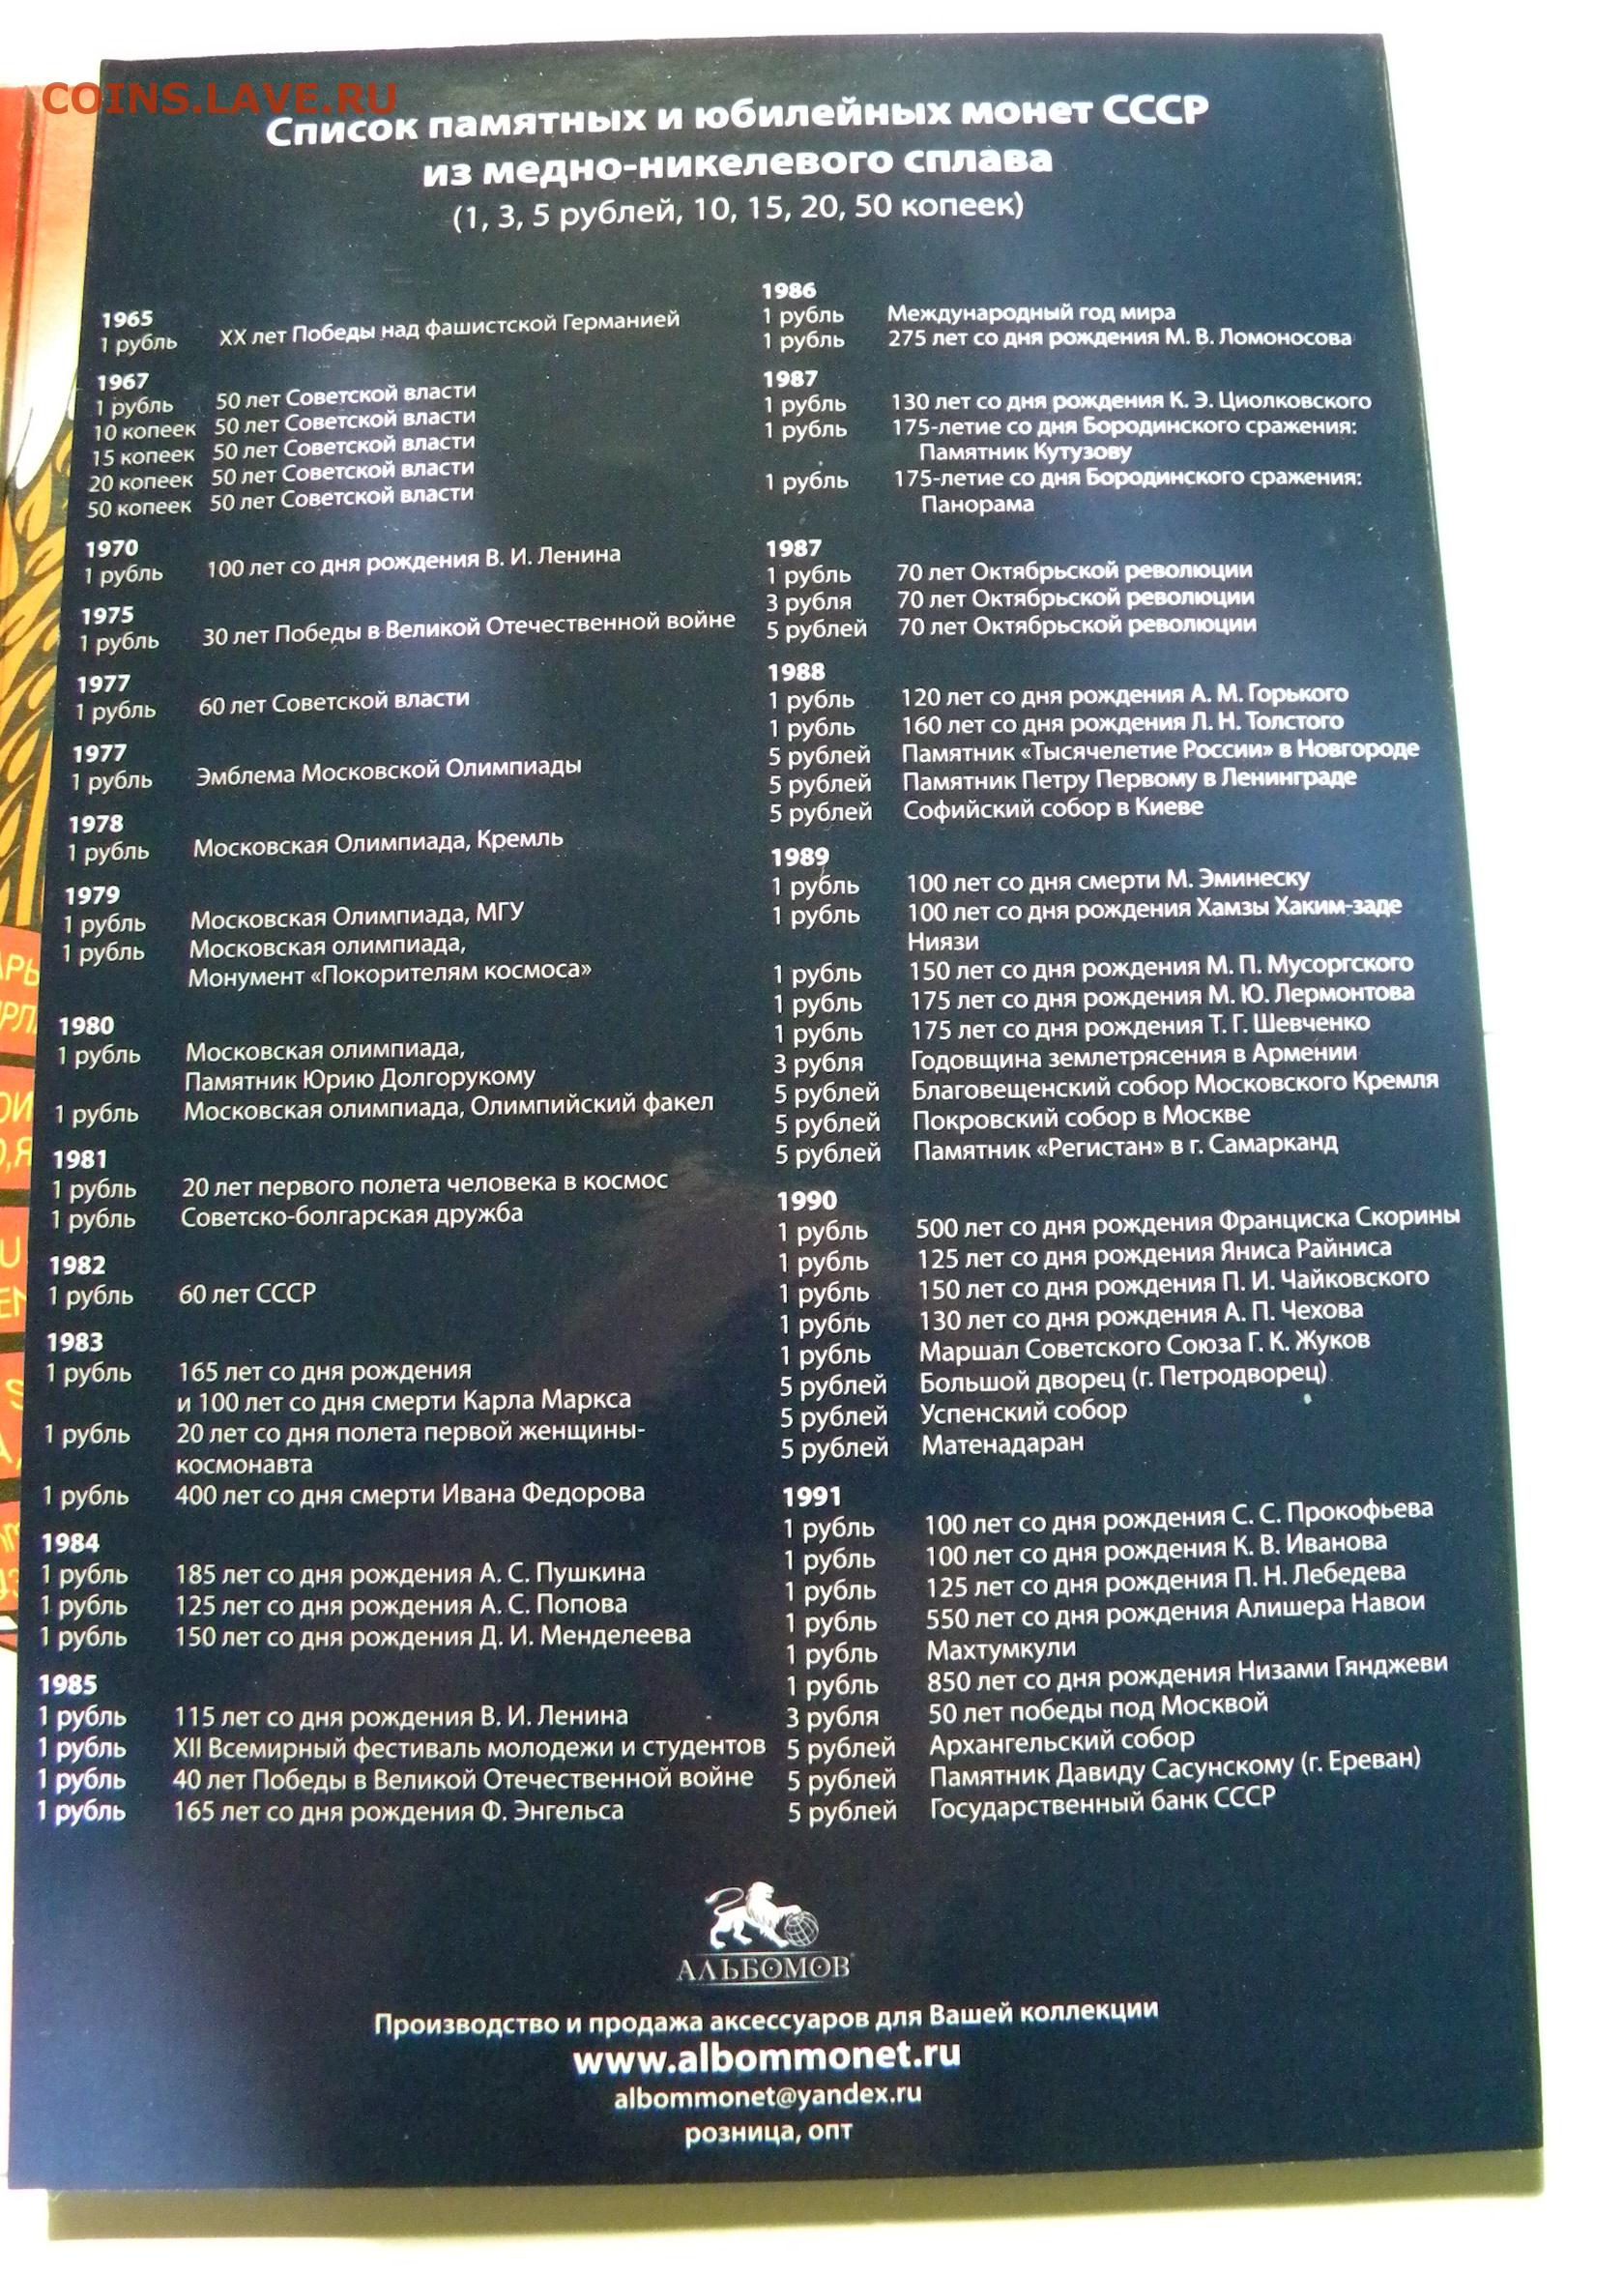 COINS.LAVE.RU
Список памятных и юбилейных монет СССР
из медно-никелевого сплава
(1, 3, 5 рублей, 10, 15, 20, 50 копеек)
1965
1 рубль XX лет Победы над фашистской Германией
1967
1 рубль 50 лет Советской власти
10 копеек 50 лет Советской власти
15 копеек 50 лет Советской власти
20 копеек 50 лет Советской власти
50 копеек 50 лет Советской власти
1970
1 рубль 100 лет со дня рождения В. И. Ленина
1975
1 рубль 30 лет Победы в Великой Отечественной войне
1977
1 рубль 60 лет Советской власти
1977
1 рубль Эмблема Московской Олимпиады
1978
1 рубль Московская Олимпиада, Кремль
1979
1 рубль Московская Олимпиада, МГУ
1 рубль Московская олимпиада,
Монумент «Покорителям космоса»
1980
1 рубль Московская олимпиада,
Памятник Юрию Долгорукому
1 рубль Московская олимпиада, Олимпийский факел
1981
1 рубль 20 лет первого полета человека в космос
1 рубль Советско-болгарская дружба
1982
1 рубль 60 лет СССР
1983
1 рубль 165 лет со дня рождения
и 100 лет со дня смерти Карла Маркса
1 рубль 20 лет со дня полета первой женщины-
космонавта
1 рубль 400 лет со дня смерти Ивана Федорова
1984
1 рубль 185 лет со дня рождения А. С. Пушкина
1 рубль 125 лет со дня рождения А. С. Попова
1 рубль 150 лет со дня рождения Д. И. Менделеева
1985
1 рубль 115 лет со дня рождения В. И. Ленина
1 рубль XII Всемирный фестиваль молодежи и студентов
1 рубль 40 лет Победы в Великой Отечественной войне
1 рубль 165 лет со дня рождения Ф. Энгельса
1986
1 рубль Международный год мира
1 рубль 275 лет со дня рождения М. В. Ломоносова
1987
1 рубль 130 лет со дня рождения К. Э. Циолковского
1 рубль 175-летие со дня Бородинского сражения:
Памятник Кутузову
1 рубль 175-летие со дня Бородинского сражения:
Панорама
1987
1 рубль 70 лет Октябрьской революции
3 рубля 70 лет Октябрьской революции
5 рублей 70 лет Октябрьской революции
1988
1 рубль 120 лет со дня рождения А. М. Горького
1 рубль 160 лет со дня рождения Л. Н. Толстого
5 рублей Памятник «Тысячелетие России» в Новгороде
5 рублей Памятник Петру Первому в Ленинграде
5 рублей Софийский собор в Киеве
1989
1 рубль 100 лет со дня смерти М. Эминеску
1 рубль 100 лет со дня рождения Хамзы Хаким-заде
Ниязи
1 рубль 150 лет со дня рождения М. П. Мусоргского
1 рубль 175 лет со дня рождения М. Ю. Лермонтова
1 рубль 175 лет со дня рождения Т. Г. Шевченко
3 рубля Годовщина землетрясения в Армении
5 рублей Благовещенский собор Московского Кремля
5 рублей Покровский собор в Москве
5 рублей Памятник «Регистан» в г. Самарканд
1990
1 рубль 500 лет со дня рождения Франциска Скорины
1 рубль 125 лет со дня рождения Яниса Райниса
1 рубль 150 лет со дня рождения П. И. Чайковского
1 рубль 130 лет со дня рождения А. П. Чехова
1 рубль Маршал Советского Союза Г. К. Жуков
5 рублей Большой дворец (г. Петродворец)
5 рублей Успенский собор
5 рублей Матенадаран
1991
1 рубль 100 лет со дня рождения С. С. Прокофьева
1 рубль 100 лет со дня рождения К. В. Иванова
1 рубль 125 лет со дня рождения П. Н. Лебедева
1 рубль 550 лет со дня рождения Алишера Навои
1 рубль Махтумкули
1 рубль 850 лет со дня рождения Низами Гянджеви
3 рубля 50 лет победы под Москвой
5 рублей Архангельский собор
5 рублей Памятник Давиду Сасунскому (г. Ереван)
5 рублей Государственный банк СССР
АЛЬБОМОВ
Производство и продажа аксессуаров для Вашей коллекции
www.albommonet.ru
albommonet@yandex.ru
розница, опт